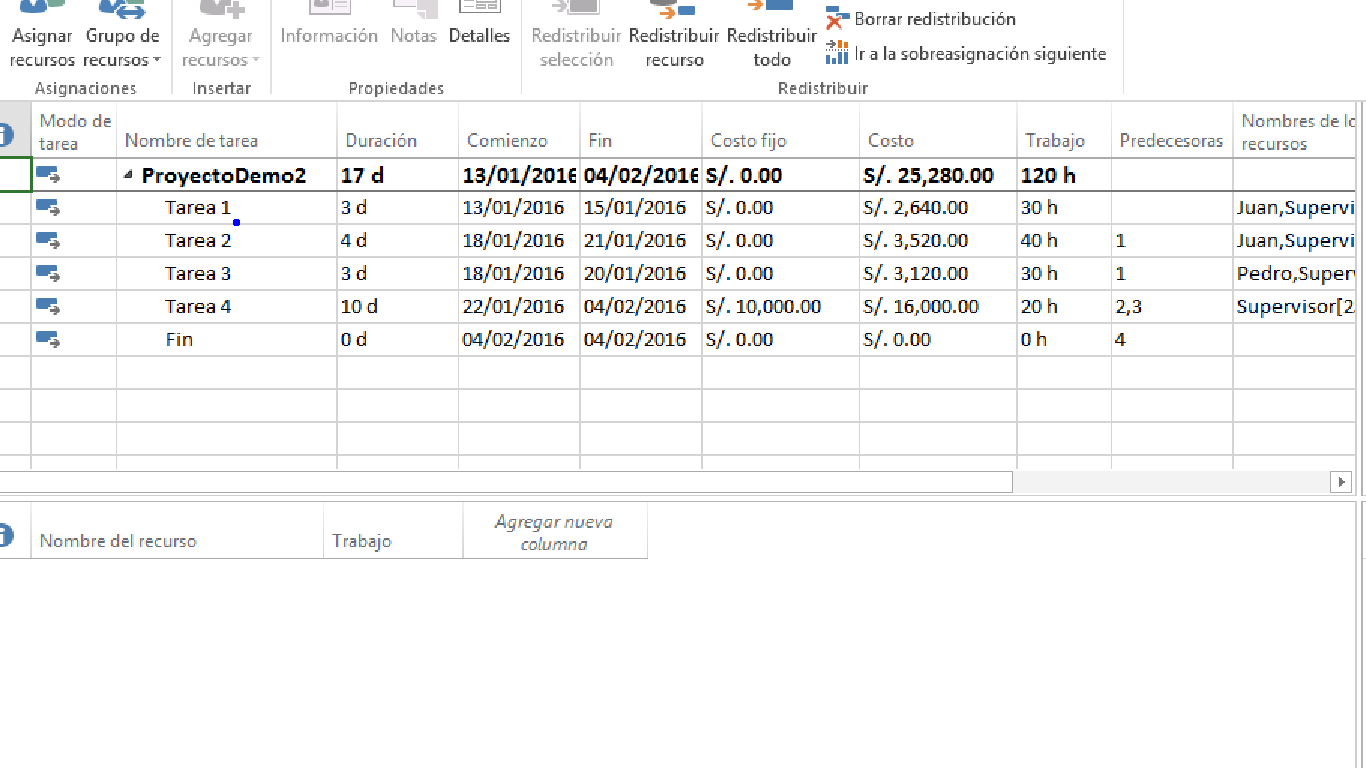 Asignar recursos
Grupo de recursos
Agregar recursos
Información
Notas
Detalles
Redistribuir selección
Redistribuir recurso
Redistribuir todo
Borrar redistribución
Ir a la sobreasignación siguiente
Asignaciones
Insertar
Propiedades
Redistribuir
Modo de tarea Nombre de tarea Duración Comienzo Fin Costo fijo Costo Trabajo Predecesoras Nombres de lo recursos
ProyectoDemo2 17 d 13/01/2016 04/02/2016 S/. 0.00 S/. 25,280.00 120 h
Tarea 1 3 d 13/01/2016 15/01/2016 S/. 0.00 S/. 2,640.00 30 h Juan,Supervi
Tarea 2 4 d 18/01/2016 21/01/2016 S/. 0.00 S/. 3,520.00 40 h 1 Juan,Supervi
Tarea 3 3 d 18/01/2016 20/01/2016 S/. 0.00 S/. 3,120.00 30 h 1 Pedro,Superv
Tarea 4 10 d 22/01/2016 04/02/2016 S/. 10,000.00 S/. 16,000.00 20 h 2,3 Supervisor[2
Fin 0 d 04/02/2016 04/02/2016 S/. 0.00 S/. 0.00 0 h 4
Nombre del recurso Trabajo Agregar nueva columna